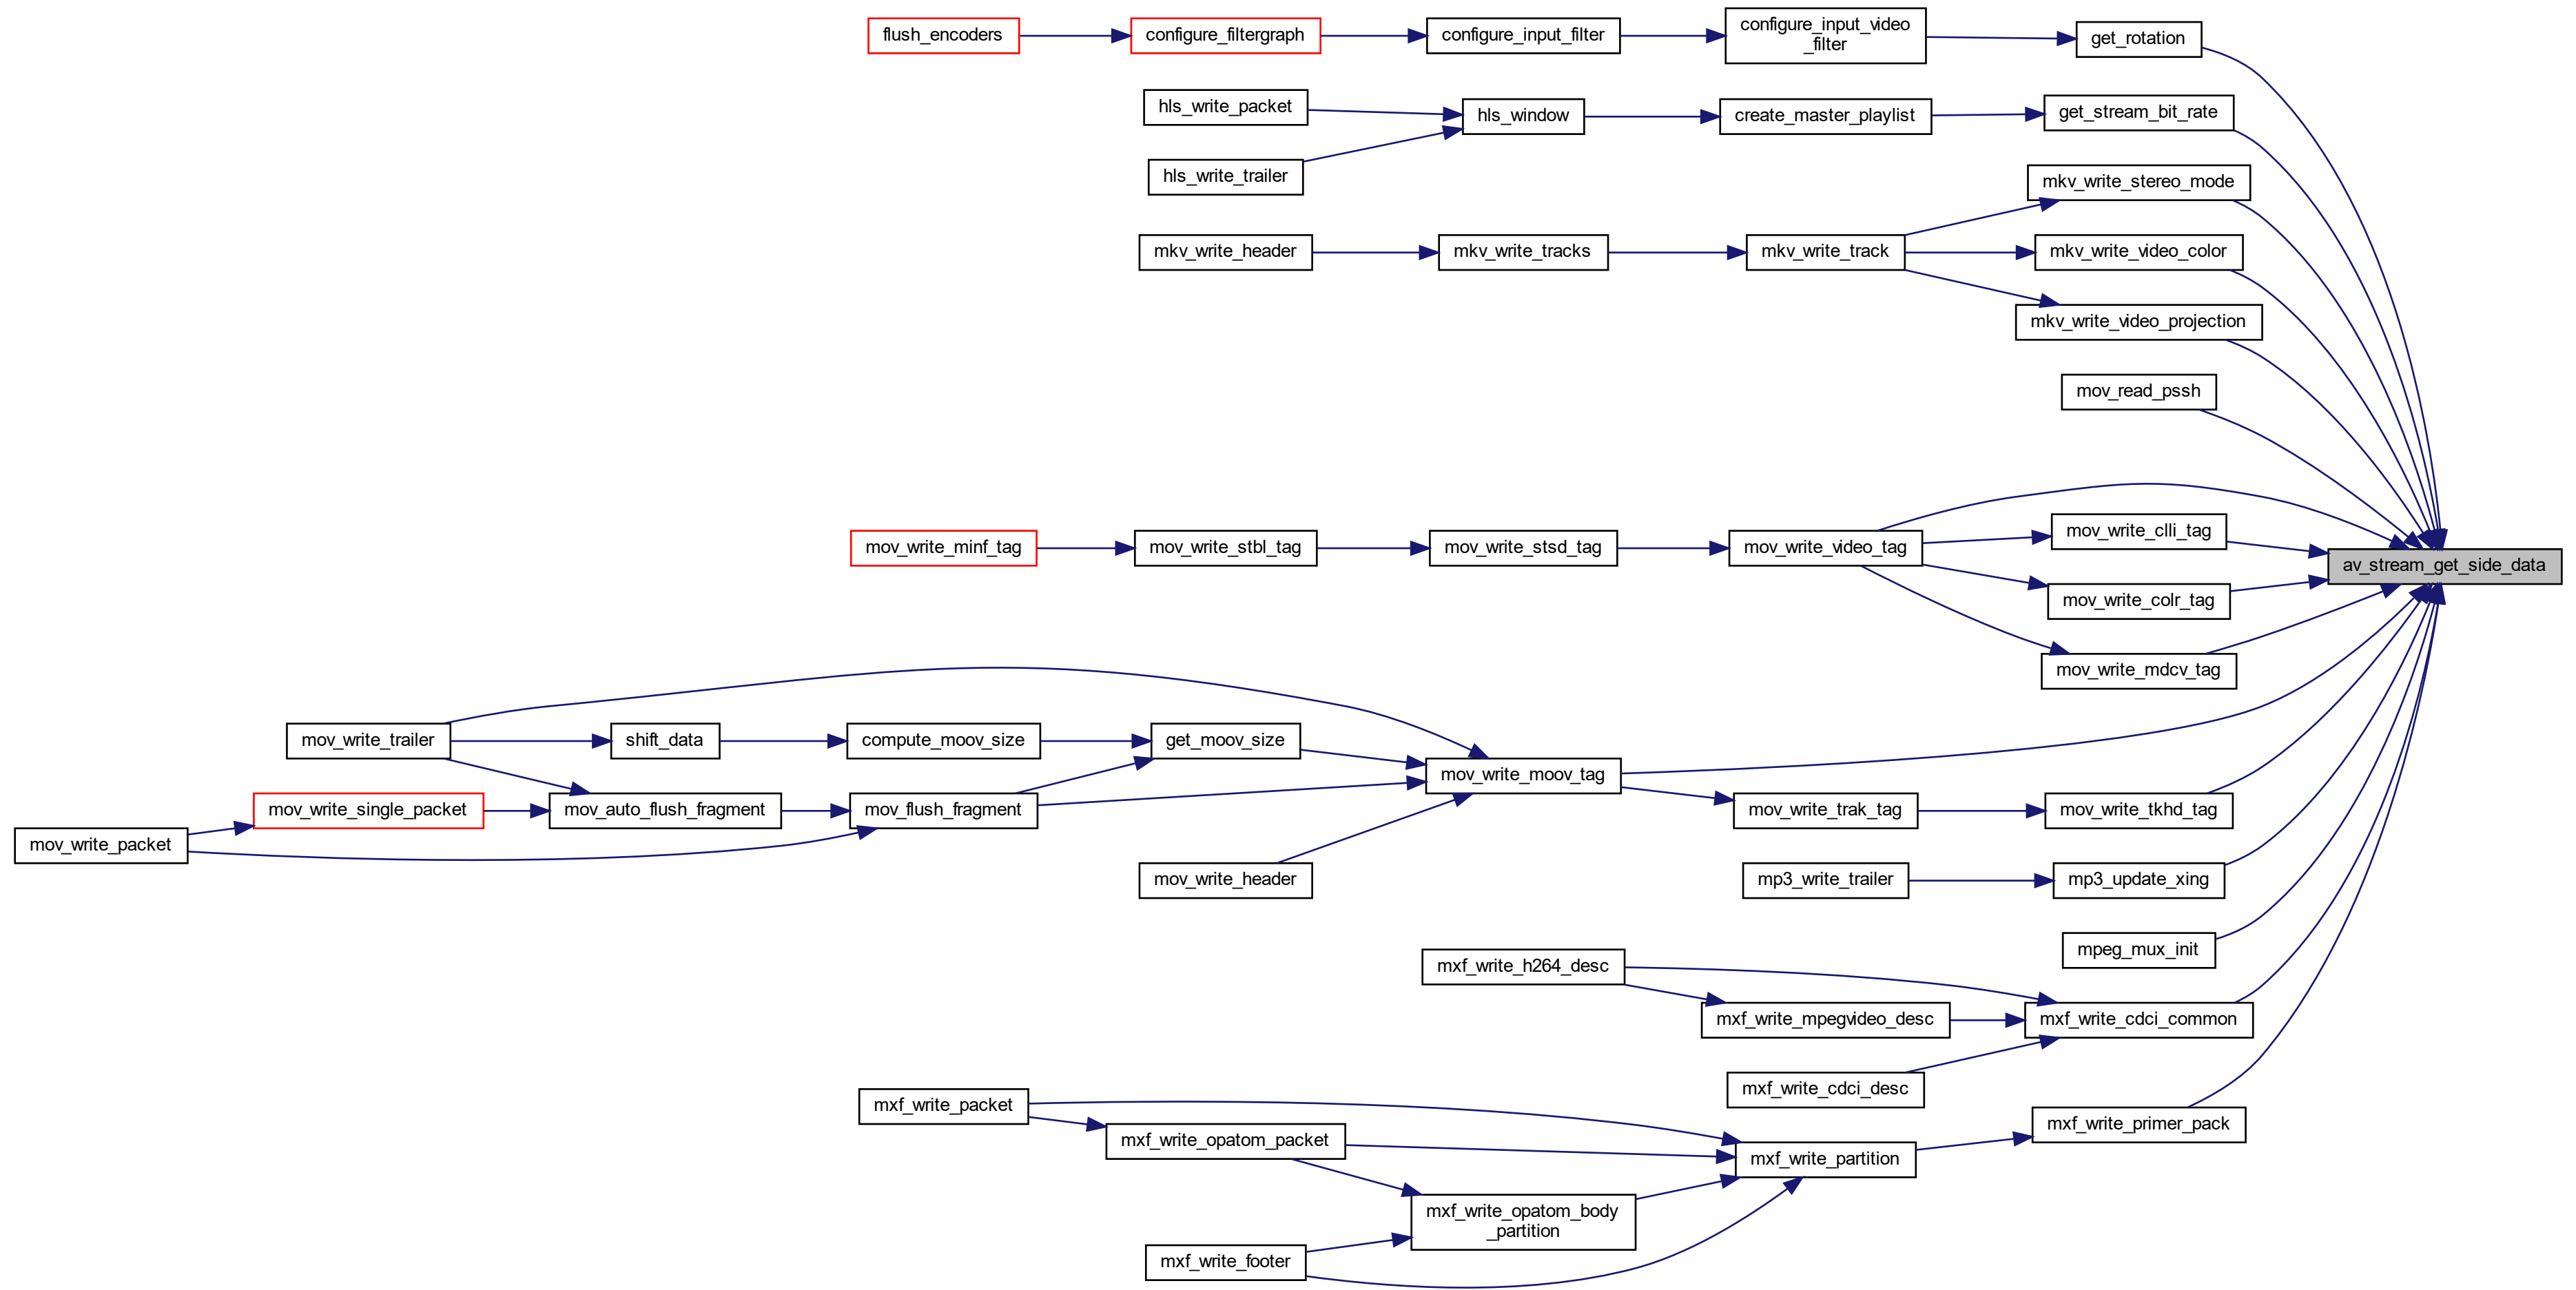 flush_encoders
configure_filtergraph
configure_input_filter
configure_input_video
_filter
get_rotation
hls_write_packet
hls_window
create_master_playlist
get_stream_bit_rate
hls_write_trailer
mkv_write_stereo_mode
mkv_write_header
mkv_write_tracks
mkv_write_track
mkv_write_video_color
mkv_write_video_projection
mov_read_pssh
mov_write_minf_tag
mov_write_stbl_tag
mov_write_stsd_tag
mov_write_video_tag
mov_write_clli_tag
av_stream_get_side_data
mov_write_colr_tag
mov_write_mdcv_tag
mov_write_trailer
shift_data
compute_moov_size
get_moov_size
mov_write_moov_tag
mov_write_packet
mov_write_single_packet
mov_auto_flush_fragment
mov_flush_fragment
mov_write_trak_tag
mov_write_tkhd_tag
mov_write_header
mp3_write_trailer
mp3_update_xing
mpeg_mux_init
mxf_write_h264_desc
mxf_write_mpegvideo_desc
mxf_write_cdci_common
mxf_write_cdci_desc
mxf_write_packet
mxf_write_opatom_packet
mxf_write_partition
mxf_write_primer_pack
mxf_write_opatom_body
_partition
mxf_write_footer